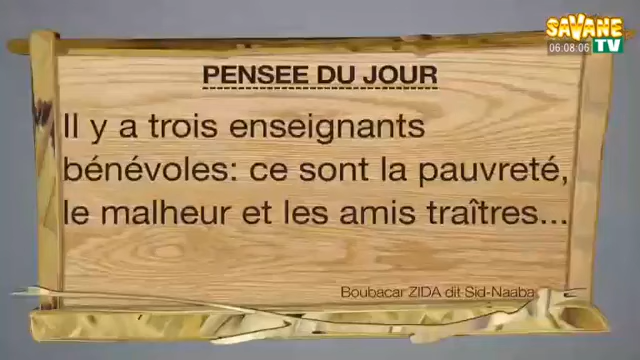 SAVANE
06:08:06 TV
PENSEE DU JOUR
Il y a trois enseignants
bénévoles: ce sont la pauvreté,
le malheur et les amis traîtres...
Boubacar ZIDA dit Sid-Naaba